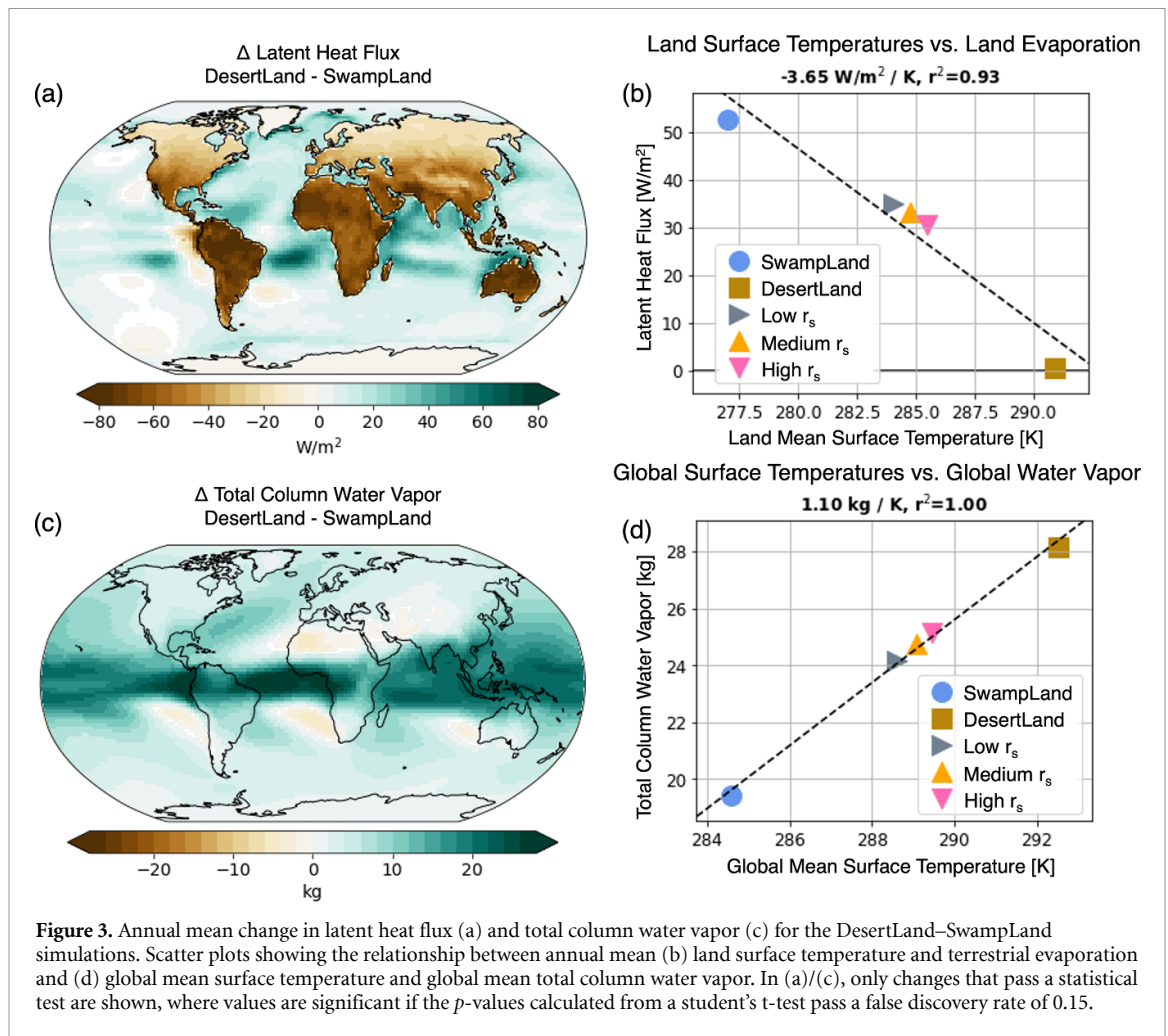 Δ Latent Heat Flux
DesertLand - SwampLand
(a)
−80 −60 −40 −20 0 20 40 60 80
W/m²
Land Surface Temperatures vs. Land Evaporation
-3.65 W/m² / K, r²=0.93
(b)
Latent Heat Flux [W/m²]
50
40
30
20
10
0
SwampLand
DesertLand
Low rₛ
Medium rₛ
High rₛ
277.5 280.0 282.5 285.0 287.5 290.0
Land Mean Surface Temperature [K]
Δ Total Column Water Vapor
DesertLand - SwampLand
(c)
−20 −10 0 10 20
kg
Global Surface Temperatures vs. Global Water Vapor
1.10 kg / K, r²=1.00
(d)
Total Column Water Vapor [kg]
28
26
24
22
20
SwampLand
DesertLand
Low rₛ
Medium rₛ
High rₛ
284 286 288 290 292
Global Mean Surface Temperature [K]
Figure 3. Annual mean change in latent heat flux (a) and total column water vapor (c) for the DesertLand–SwampLand
simulations. Scatter plots showing the relationship between annual mean (b) land surface temperature and terrestrial evaporation
and (d) global mean surface temperature and global mean total column water vapor. In (a)/(c), only changes that pass a statistical
test are shown, where values are significant if the p-values calculated from a student’s t-test pass a false discovery rate of 0.15.